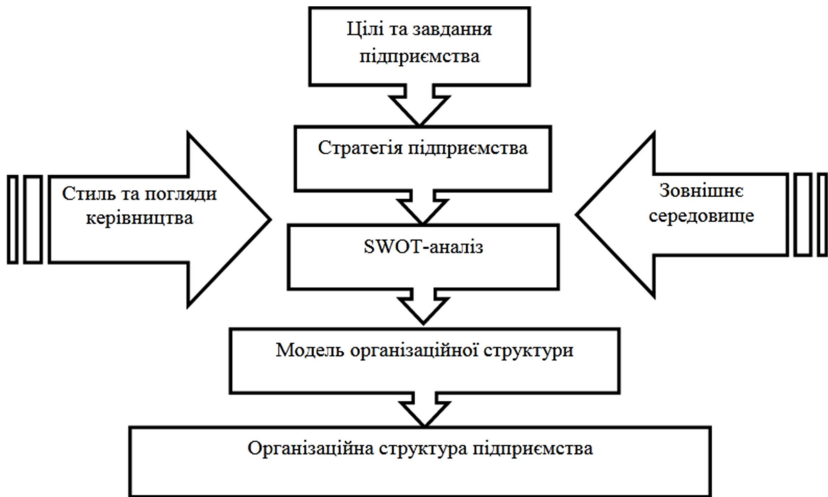 Цілі та завдання
підприємства
Стратегія підприємства
Стиль та погляди
керівництва
Зовнішнє
середовище
SWOT-аналіз
Модель організаційної структури
Організаційна структура підприємства